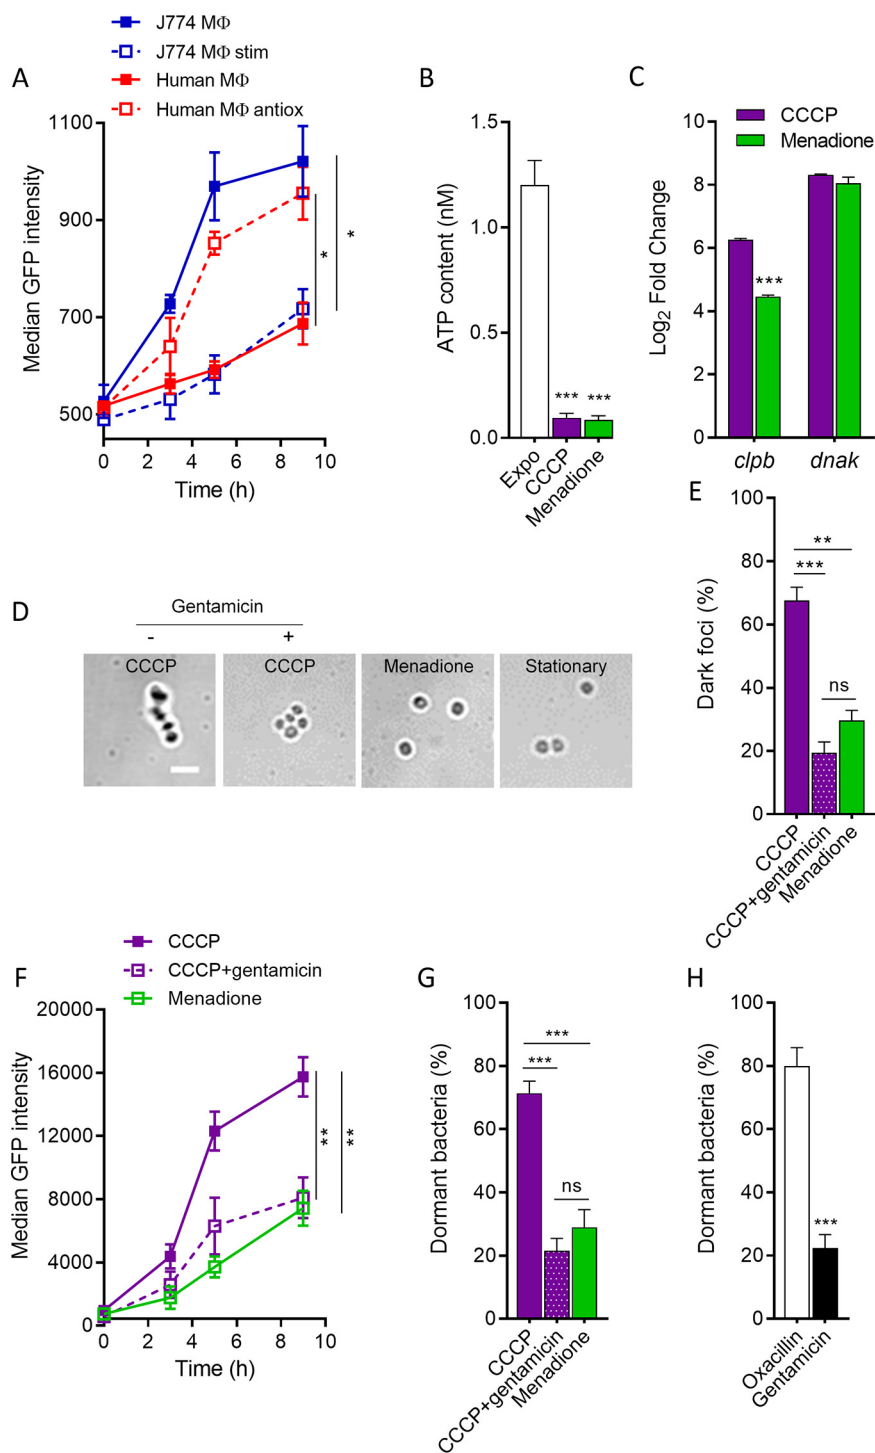 J774 MΦ
J774 MΦ stim
Human MΦ
Human MΦ antiox
A
1100
900
700
500
Median GFP intensity
0 2 4 6 8 10
Time (h)
*
*
B
1.5
1.0
0.5
0.0
ATP content (nM)
***
***
Expo
CCCP
Menadione
C
CCCP
Menadione
10
8
6
4
2
0
Log2 Fold Change
***
clpb
dnak
D
Gentamicin
- +
CCCP
CCCP
Menadione
Stationary
E
100
80
60
40
20
0
Dark foci (%)
**
***
ns
CCCP
CCCP+gentamicin
Menadione
F
CCCP
CCCP+gentamicin
Menadione
20000
16000
12000
8000
4000
0
Median GFP intensity
0 2 4 6 8 10
Time (h)
**
**
G
100
80
60
40
20
0
Dormant bacteria (%)
***
***
ns
CCCP
CCCP+gentamicin
Menadione
H
100
80
60
40
20
0
Dormant bacteria (%)
***
Oxacillin
Gentamicin